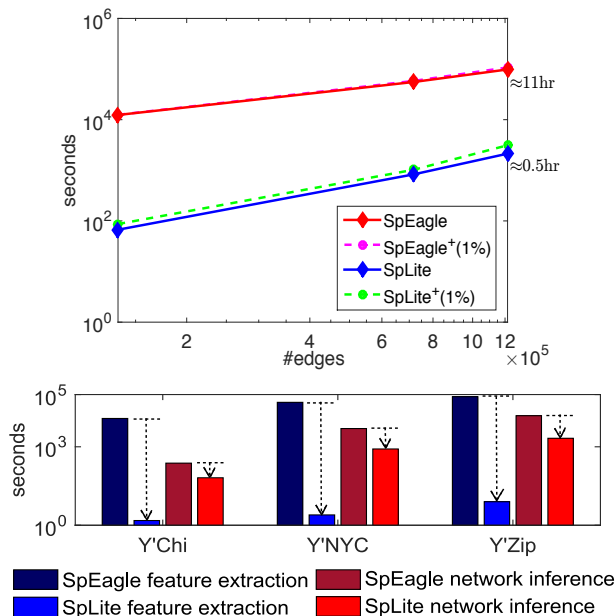 10^6
10^4
10^2
10^0
seconds
≈11hr
≈0.5hr
SpEagle
SpEagle^+(1%)
SpLite
SpLite^+(1%)
2 4 6 8 10 12
#edges
×10^5
10^5
10^3
10^0
seconds
Y'Chi Y'NYC Y'Zip
SpEagle feature extraction SpEagle network inference
SpLite feature extraction SpLite network inference